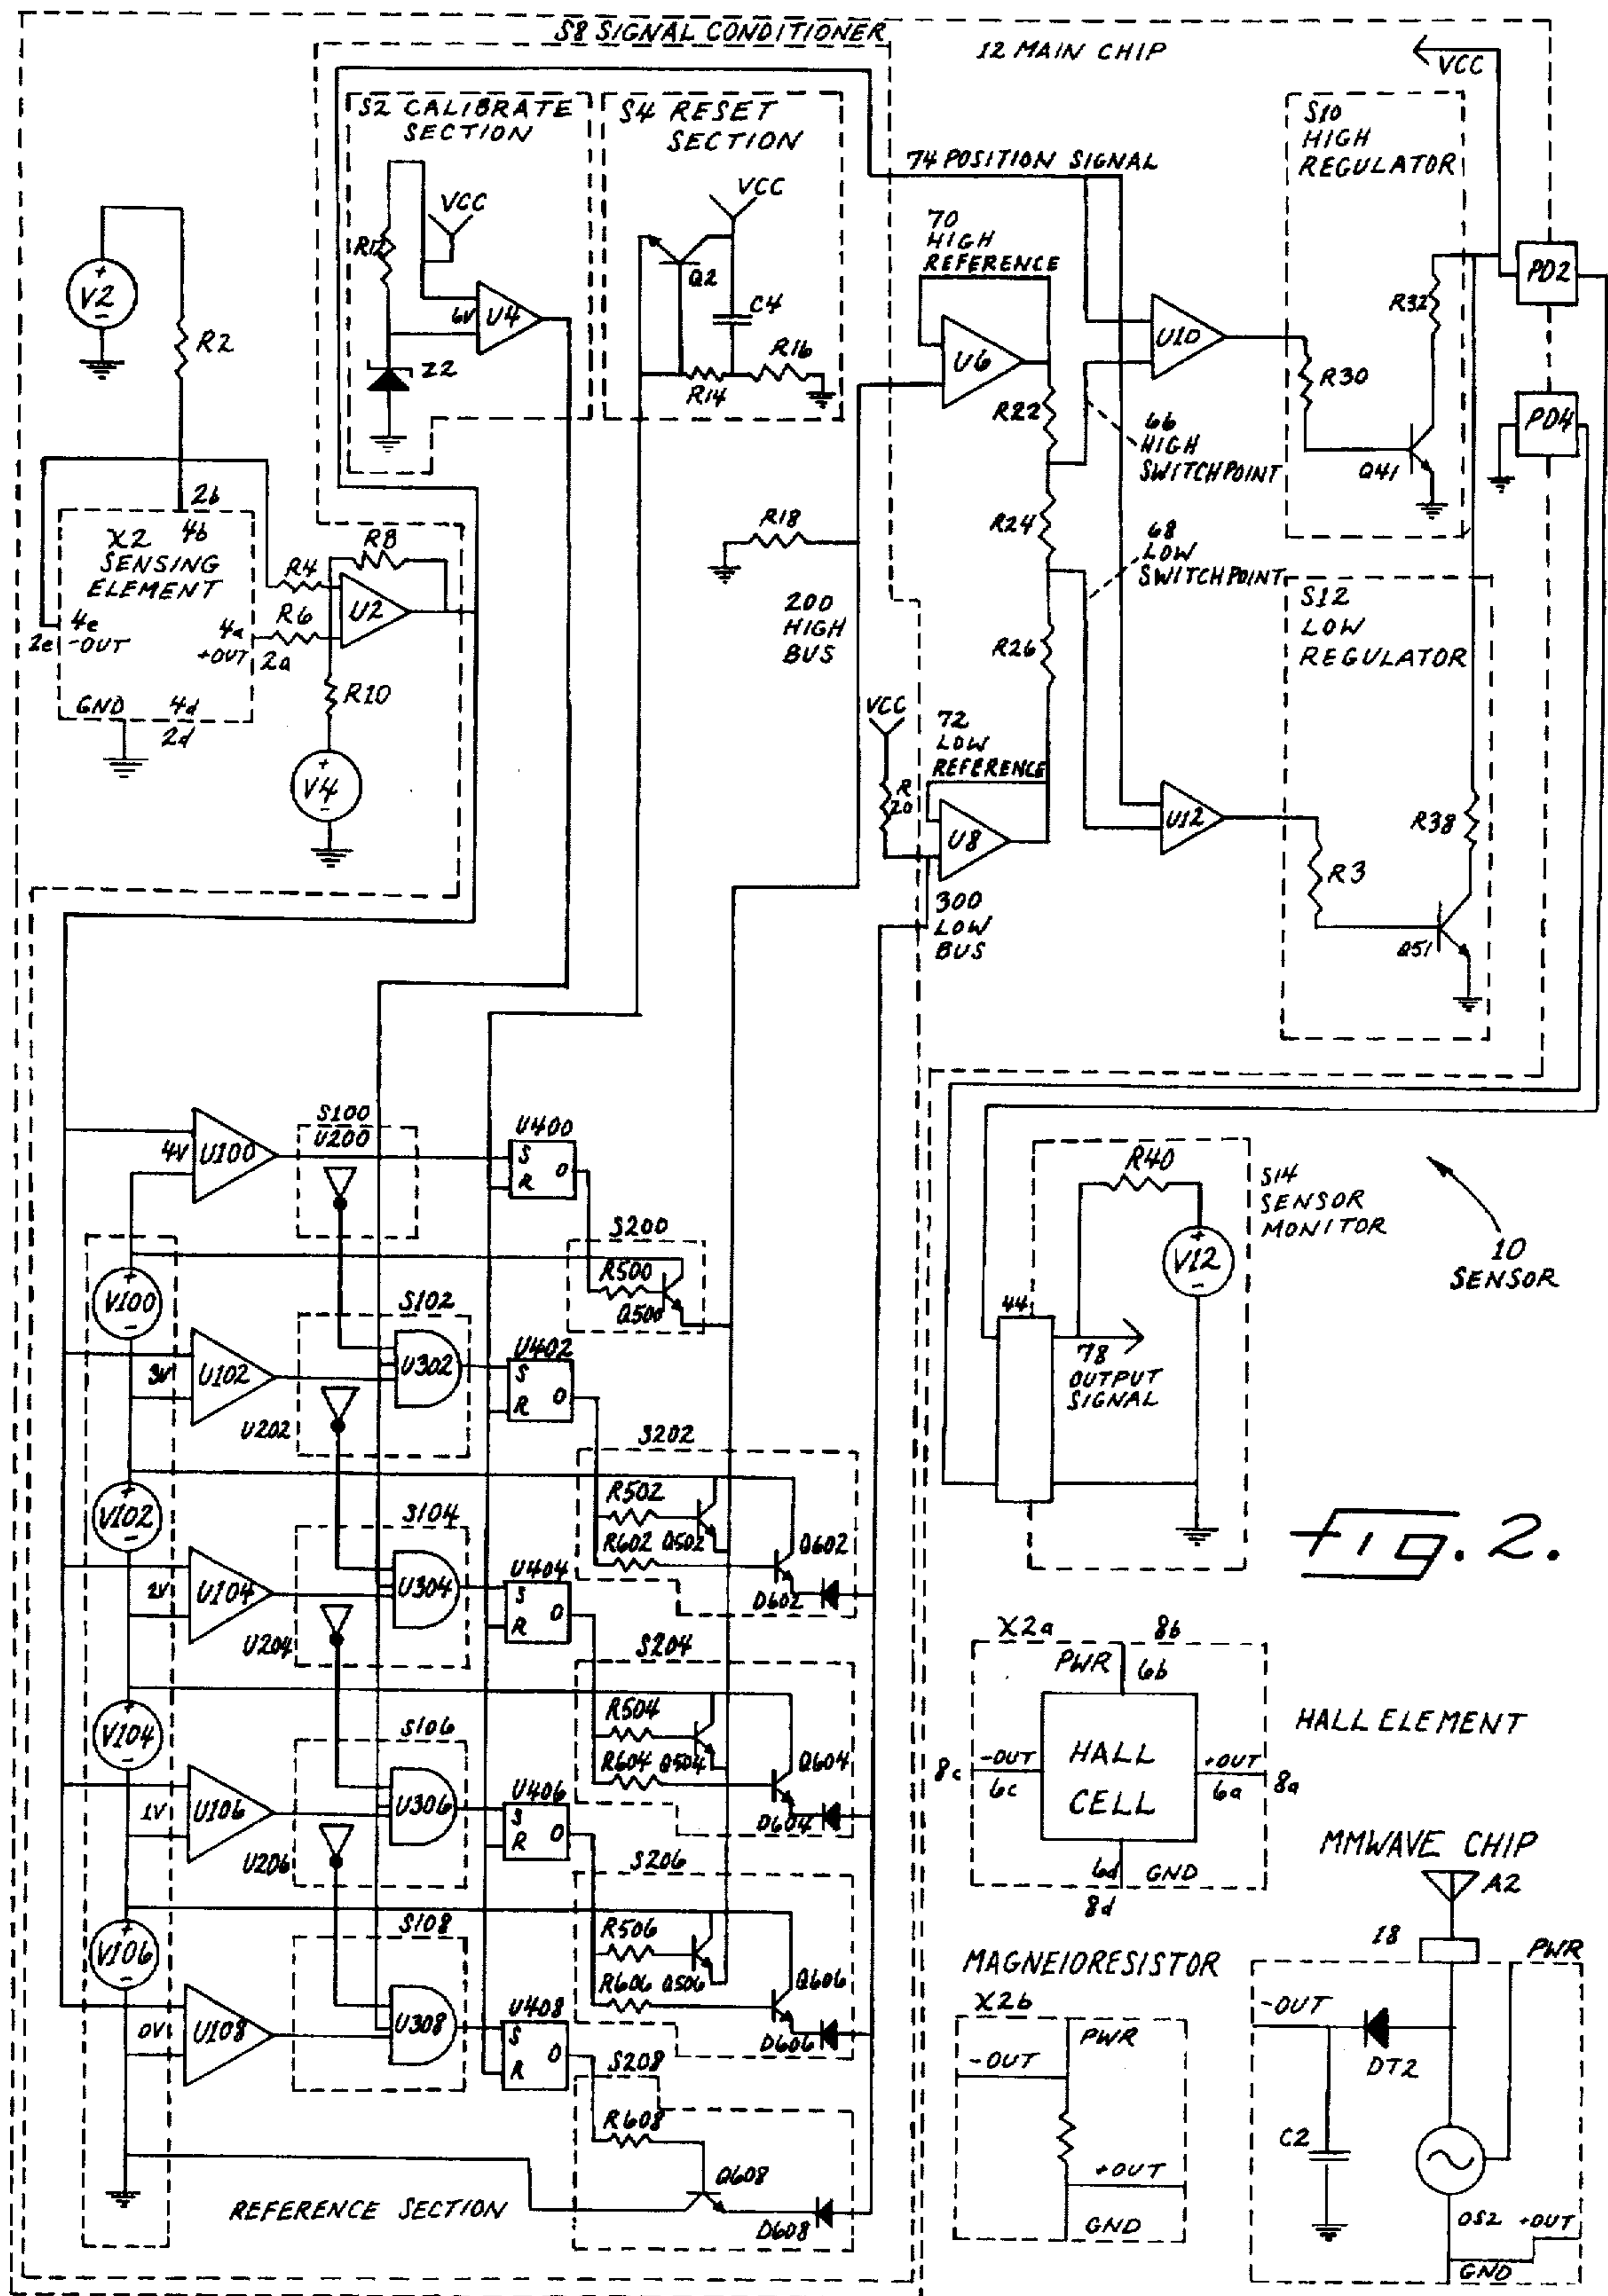 S8 SIGNAL CONDITIONER
12 MAIN CHIP
VCC
S2 CALIBRATE
SECTION
S4 RESET
SECTION
S10
HIGH
REGULATOR
74 POSITION SIGNAL
VCC
VCC
R12
Q2
C4
70
HIGH
REFERENCE
+
V2
-
R2
6V
U4
Z2
R14
R16
U6
U10
R32
PD2
R30
PD4
R22
66
HIGH
SWITCHPOINT
Q41
2b
4b
X2
SENSING
ELEMENT
R8
R4
U2
R6
4e
-OUT
2e
4a
+OUT
2a
R10
GND
4d
2d
+
V4
-
R18
R24
68
LOW
SWITCHPOINT
200
HIGH
BUS
R26
S12
LOW
REGULATOR
VCC
72
LOW
REFERENCE
R
20
U8
U12
R38
R3
300
LOW
BUS
Q51
4V
U100
S100
U200
U400
S
R
O
S200
R500
Q500
+
V100
-
3V
U102
S102
U302
U202
U402
S
R
O
S202
R502
R602
Q502
Q602
D602
+
V102
-
2V
U104
S104
U304
U204
U404
S
R
O
S204
R504
R604
Q504
Q604
D604
+
V104
-
1V
U106
S106
U306
U206
U406
S
R
O
S206
R506
R606
Q506
Q606
D606
+
V106
-
0V
U108
S108
U308
U408
S
R
O
S208
R608
Q608
D608
REFERENCE SECTION
R40
S14
SENSOR
MONITOR
+
V12
-
44
78
OUTPUT
SIGNAL
10
SENSOR
Fig. 2.
X2a
8b
PWR
6b
HALL
CELL
-OUT
6c
8c
+OUT
6a
8a
6d
GND
8d
HALL ELEMENT
MMWAVE CHIP
A2
18
PWR
-OUT
DT2
C2
OS2
+OUT
GND
MAGNEIORESISTOR
X2b
PWR
-OUT
+OUT
GND